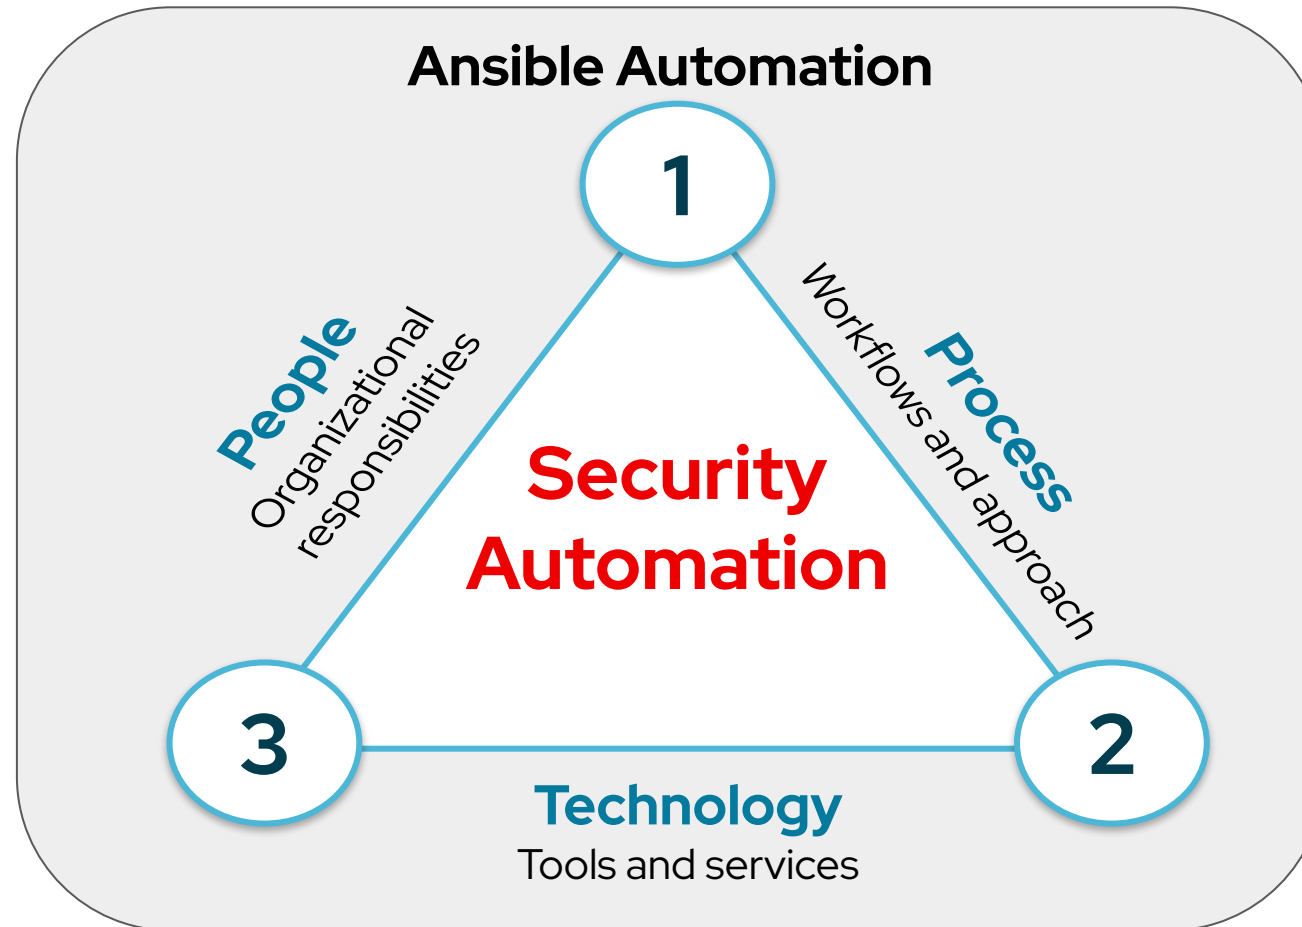 Ansible Automation
1
People
Organizational
responsibilities
Process
Workflows and approach
Security
Automation
3
2
Technology
Tools and services